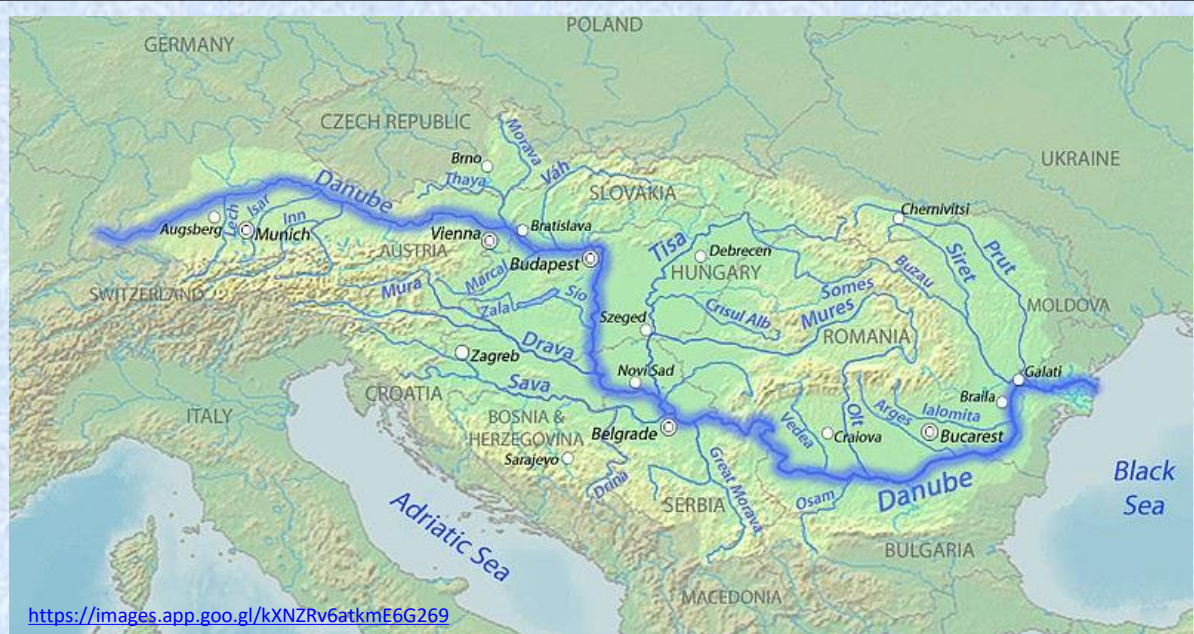 POLAND
GERMANY
CZECH REPUBLIC
Morava
Brno
Thaya
Váh
UKRAINE
SLOVAKIA
Danube
Lech
Isar
Inn
Augsberg
Munich
Vienna
Bratislava
AUSTRIA
Budapest
Tisa
Debrecen
HUNGARY
Chernivitsi
Siret
Prut
Buzau
SWITZERLAND
Mura
Marcal
Zala
Sio
Somes
Mures
Crisul Alb
Szeged
MOLDOVA
ROMANIA
Drava
Zagreb
Sava
Novi Sad
Galati
Braila
CROATIA
ITALY
BOSNIA &
HERZEGOVINA
Belgrade
Vedea
Olt
Arges
Ialomita
Craiova
Bucarest
Sarajevo
Drina
Great Morava
SERBIA
Osam
Danube
Black
Sea
Adriatic Sea
BULGARIA
MACEDONIA
https://images.app.goo.gl/kXNZRv6atkmE6G269